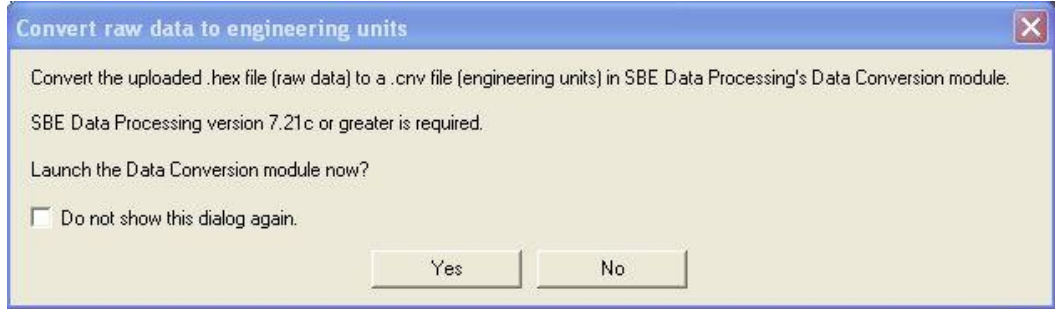 Convert raw data to engineering units
Convert the uploaded .hex file (raw data) to a .cnv file (engineering units) in SBE Data Processing's Data Conversion module.
SBE Data Processing version 7.21c or greater is required.
Launch the Data Conversion module now?
Do not show this dialog again.
Yes No